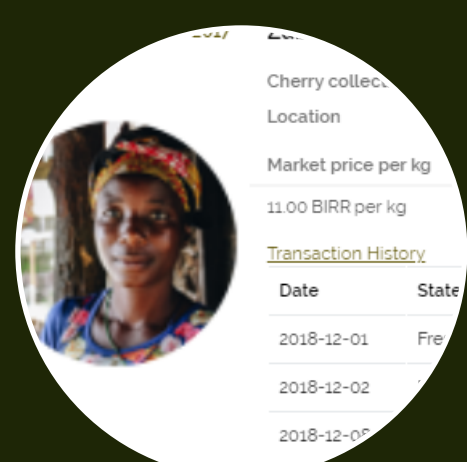 Cherry
Location
Market price per kg
11.00 BIRR per kg
Transaction History
Date State
2018-12-01
2018-12-02